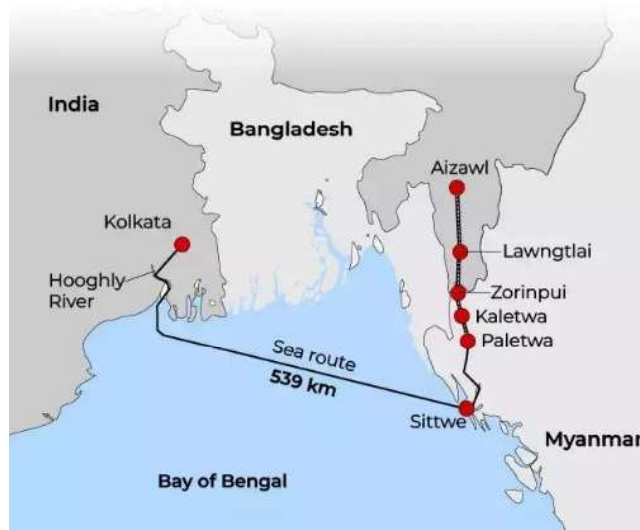 India
Bangladesh
Aizawl
Kolkata
Lawngtlai
Hooghly
River
Zorinpui
Kaletwa
Paletwa
Sea route
539 km
Sittwe
Myanmar
Bay of Bengal